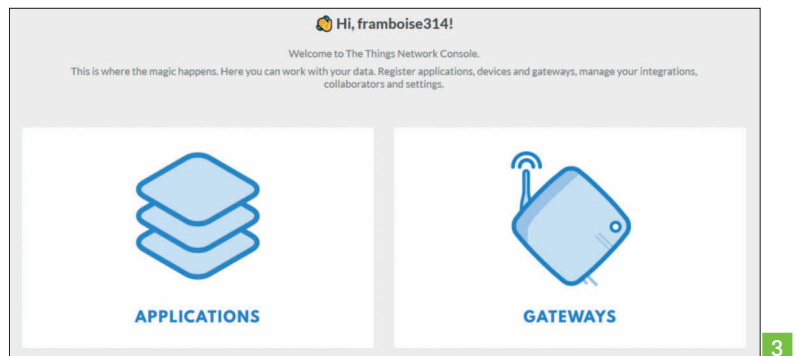 Hi, framboise314!
Welcome to The Things Network Console.
This is where the magic happens. Here you can work with your data. Register applications, devices and gateways, manage your integrations,
collaborators and settings.
APPLICATIONS
GATEWAYS
3